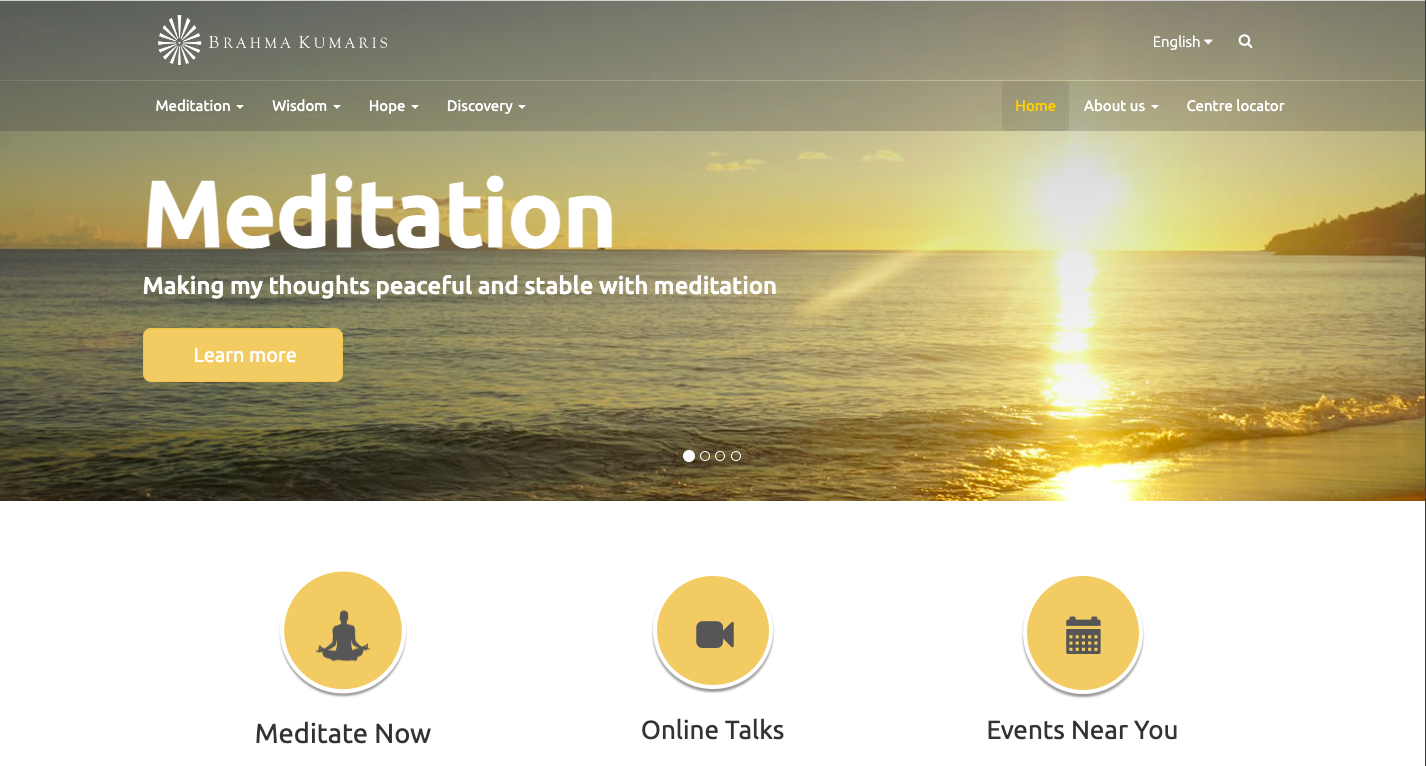 BRAHMA KUMARIS
English
Meditation
Wisdom
Hope
Discovery
Home
About us
Centre locator
Meditation
Making my thoughts peaceful and stable with meditation
Learn more
Meditate Now
Online Talks
Events Near You